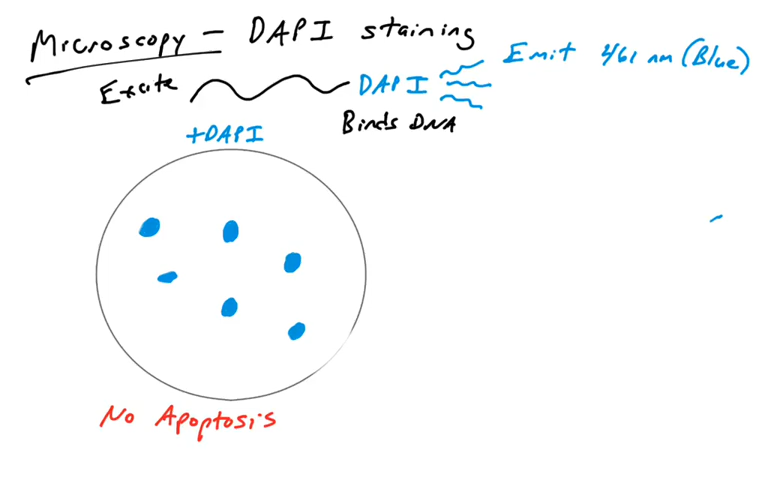 Microscopy - DAPI staining
Excite DAPI Emit 461 nm (Blue)
Binds DNA
+DAPI
No Apoptosis